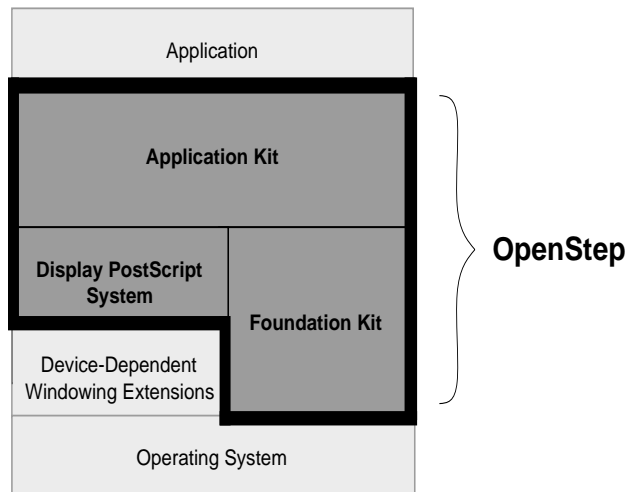 Application
Application Kit
OpenStep
Display PostScript
System
Foundation Kit
Device-Dependent
Windowing Extensions
Operating System